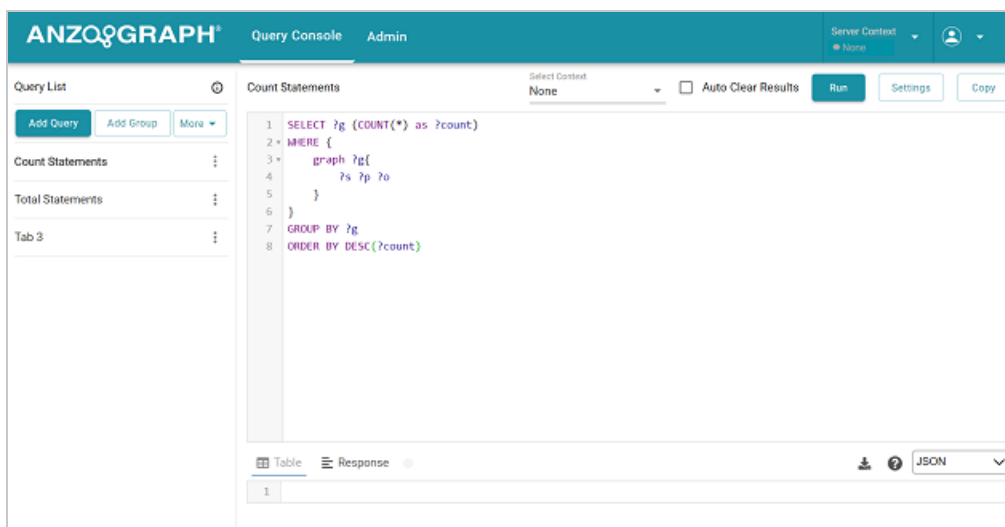 ANZOGRAPH®
Query Console
Admin
Server Context
None
Query List
Add Query
Add Group
More
Count Statements
Total Statements
Tab 3
Count Statements
Select Context
None
Auto Clear Results
Run
Settings
Copy
1 SELECT ?g (COUNT(*) as ?count)
2 WHERE {
3 graph ?g{
4 ?s ?p ?o
5 }
6 }
7 GROUP BY ?g
8 ORDER BY DESC(?count)
Table
Response
JSON
1